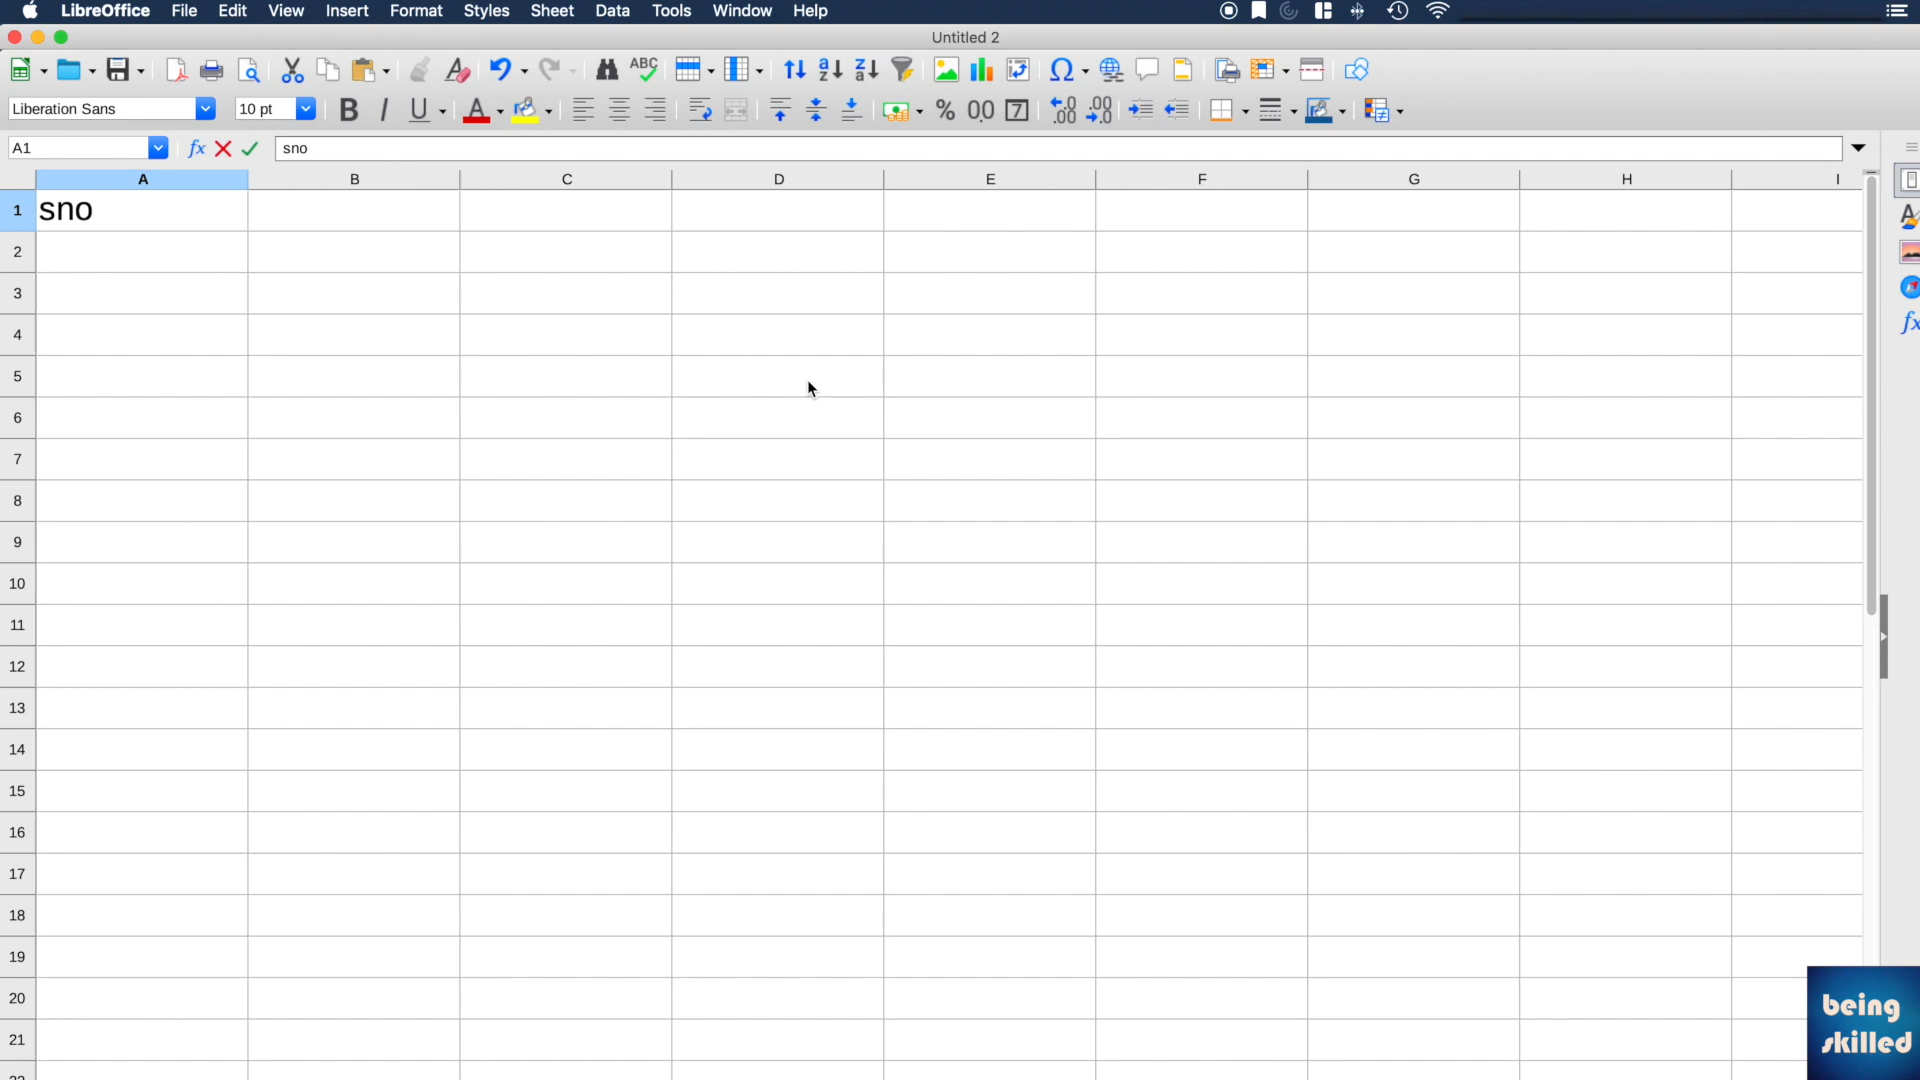 LibreOffice File Edit View Insert Format Styles Sheet Data Tools Window Help
Untitled 2
ABC
Liberation Sans 10 pt
A1 fx sno
A B C D E F G H I
1 sno
2
3
4
5
6
7
8
9
10
11
12
13
14
15
16
17
18
19
20
21
being
skilled